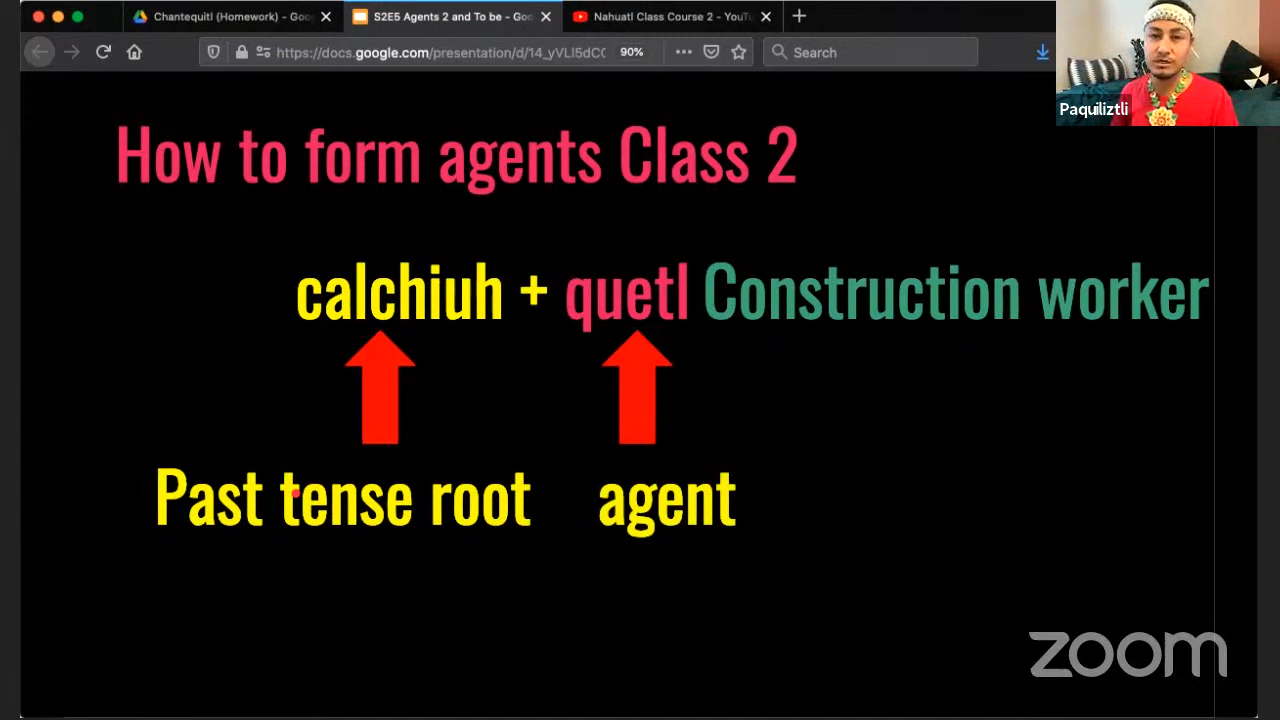 Chantequitl (Homework) - Goo
S2E5 Agents 2 and To be - Goo
Nahuatl Class Course 2 - YouTu
https://docs.google.com/presentation/d/14_yVLI5dC
90%
Search
Paquiliztli
How to form agents Class 2
calchiuh + quetl Construction worker
Past tense root agent
zoom